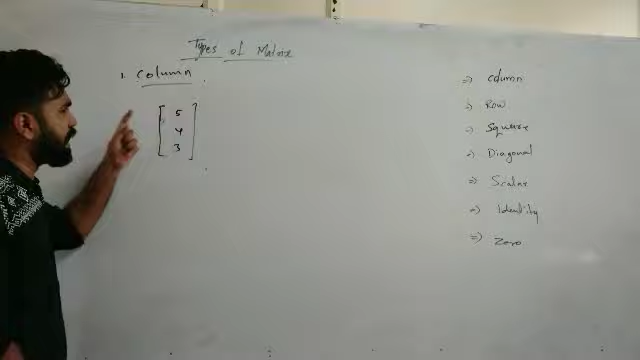 Types of Matrix
1. Column
5
4
3
⇒ Column
⇒ Row
⇒ Square
⇒ Diagonal
⇒ Scalar
⇒ Identity
⇒ Zero